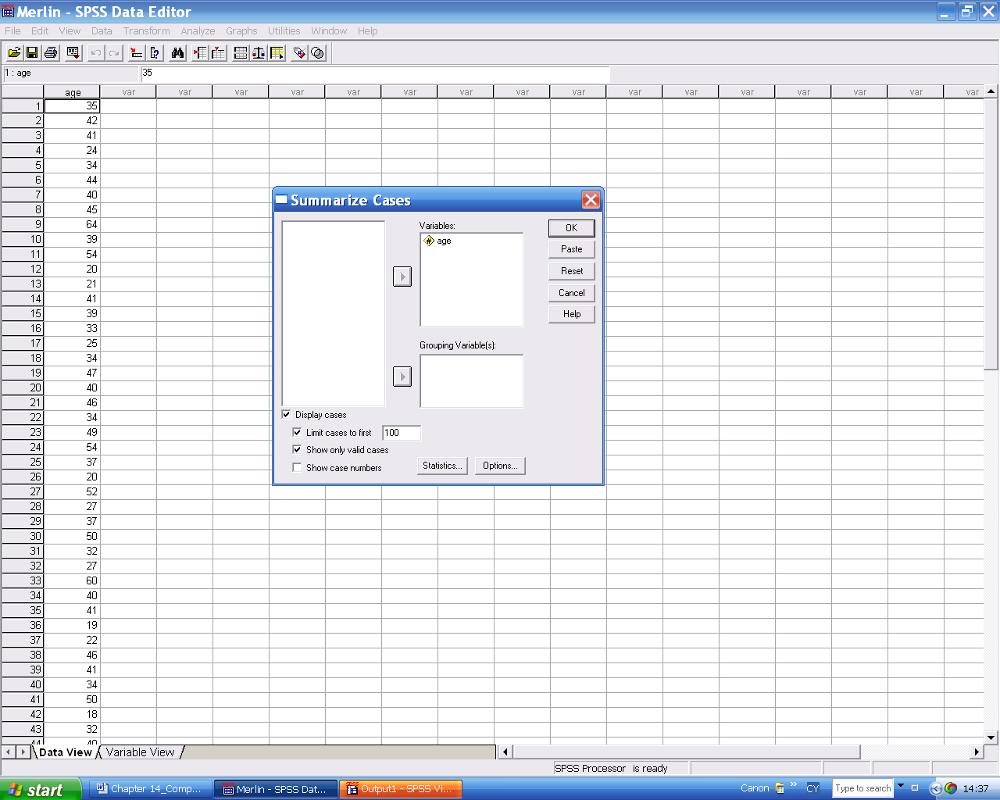 Merlin - SPSS Data Editor
File Edit View Data Transform Analyze Graphs Utilities Window Help
1 : age 35
age var var var var var var var var var var var var var var var var
1 35
2 42
3 41
4 24
5 34
6 44
7 40
8 45
9 64
10 39
11 54
12 20
13 21
14 41
15 39
16 33
17 25
18 34
19 47
20 40
21 46
22 34
23 49
24 54
25 37
26 20
27 52
28 27
29 37
30 50
31 32
32 27
33 60
34 40
35 41
36 19
37 22
38 46
39 41
40 34
41 50
42 18
43 32
44 40
Summarize Cases
Variables:
age
OK
Paste
Reset
Cancel
Help
Grouping Variable(s):
Display cases
Limit cases to first 100
Show only valid cases
Show case numbers
Statistics... Options...
Data View Variable View
SPSS Processor is ready
start Chapter 14_Comp... Merlin - SPSS Dat... Output1 - SPSS Vi... Canon » CY Type to search 14:37